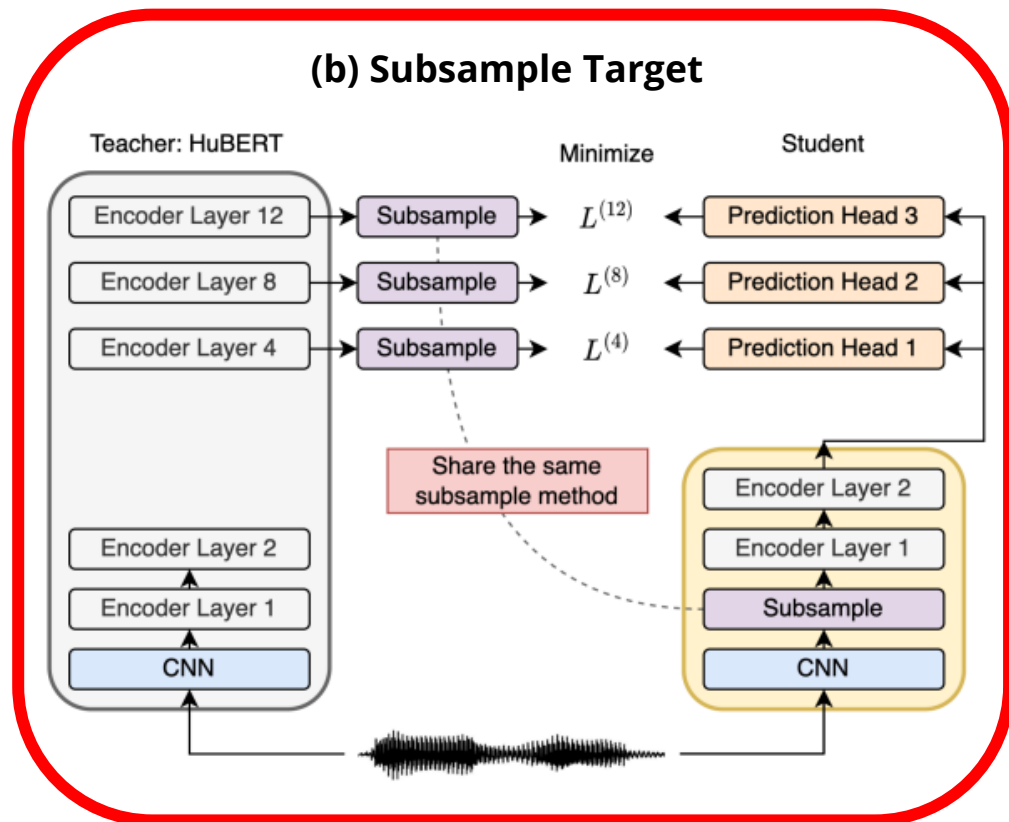 (b) Subsample Target
Teacher: HuBERT
Minimize
Student
Encoder Layer 12
Subsample
L^{(12)}
Prediction Head 3
Encoder Layer 8
Subsample
L^{(8)}
Prediction Head 2
Encoder Layer 4
Subsample
L^{(4)}
Prediction Head 1
Share the same
subsample method
Encoder Layer 2
Encoder Layer 1
CNN
Encoder Layer 2
Encoder Layer 1
Subsample
CNN